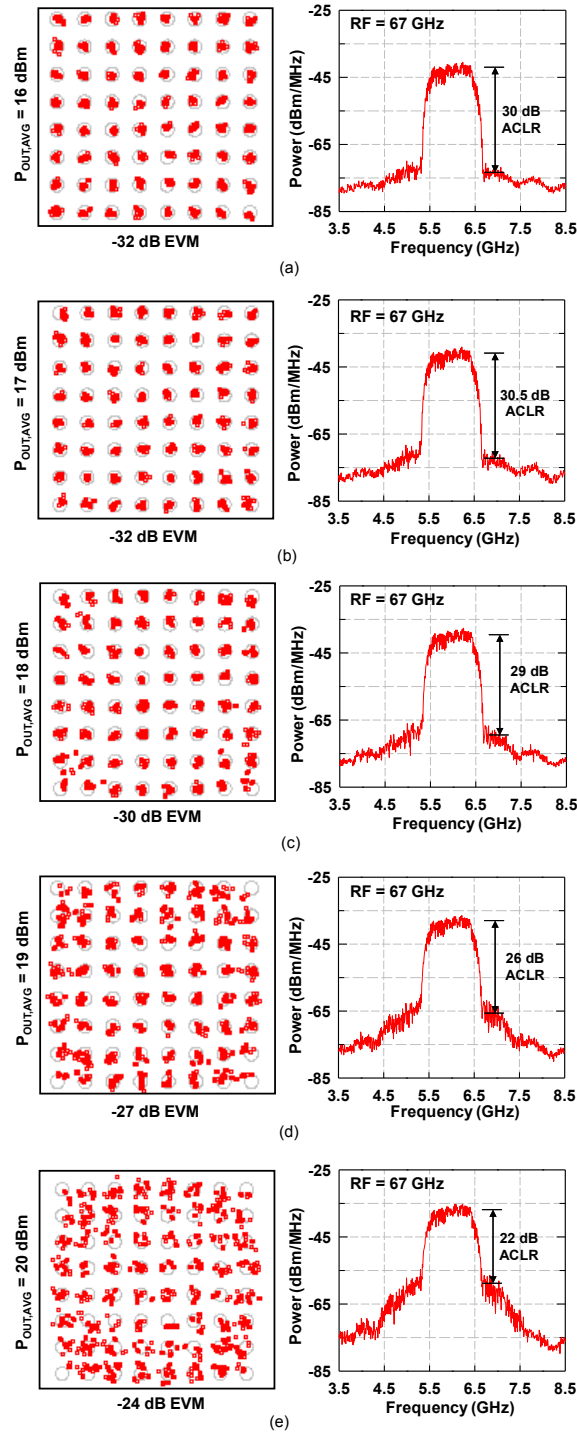 P_OUT,AVG = 16 dBm
-32 dB EVM
RF = 67 GHz
30 dB
ACLR
Power (dBm/MHz)
-25
-45
-65
-85
3.5 4.5 5.5 6.5 7.5 8.5
Frequency (GHz)
(a)
P_OUT,AVG = 17 dBm
-32 dB EVM
RF = 67 GHz
30.5 dB
ACLR
Power (dBm/MHz)
-25
-45
-65
-85
3.5 4.5 5.5 6.5 7.5 8.5
Frequency (GHz)
(b)
P_OUT,AVG = 18 dBm
-30 dB EVM
RF = 67 GHz
29 dB
ACLR
Power (dBm/MHz)
-25
-45
-65
-85
3.5 4.5 5.5 6.5 7.5 8.5
Frequency (GHz)
(c)
P_OUT,AVG = 19 dBm
-27 dB EVM
RF = 67 GHz
26 dB
ACLR
Power (dBm/MHz)
-25
-45
-65
-85
3.5 4.5 5.5 6.5 7.5 8.5
Frequency (GHz)
(d)
P_OUT,AVG = 20 dBm
-24 dB EVM
RF = 67 GHz
22 dB
ACLR
Power (dBm/MHz)
-25
-45
-65
-85
3.5 4.5 5.5 6.5 7.5 8.5
Frequency (GHz)
(e)